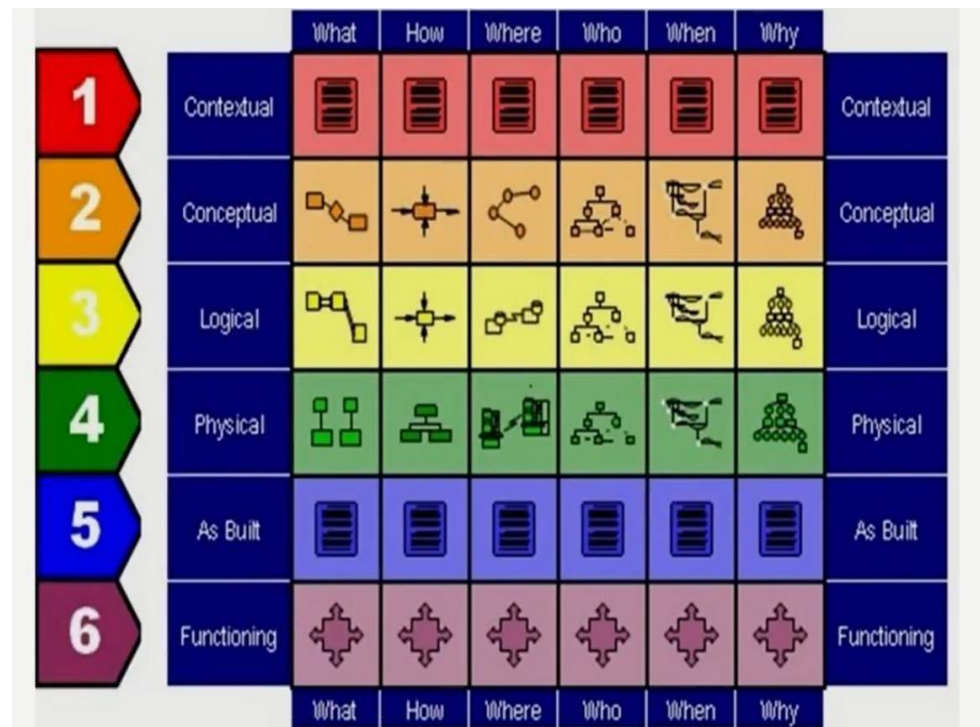 What How Where Who When Why
1 Contextual Contextual
2 Conceptual Conceptual
3 Logical Logical
4 Physical Physical
5 As Built As Built
6 Functioning Functioning
What How Where Who When Why